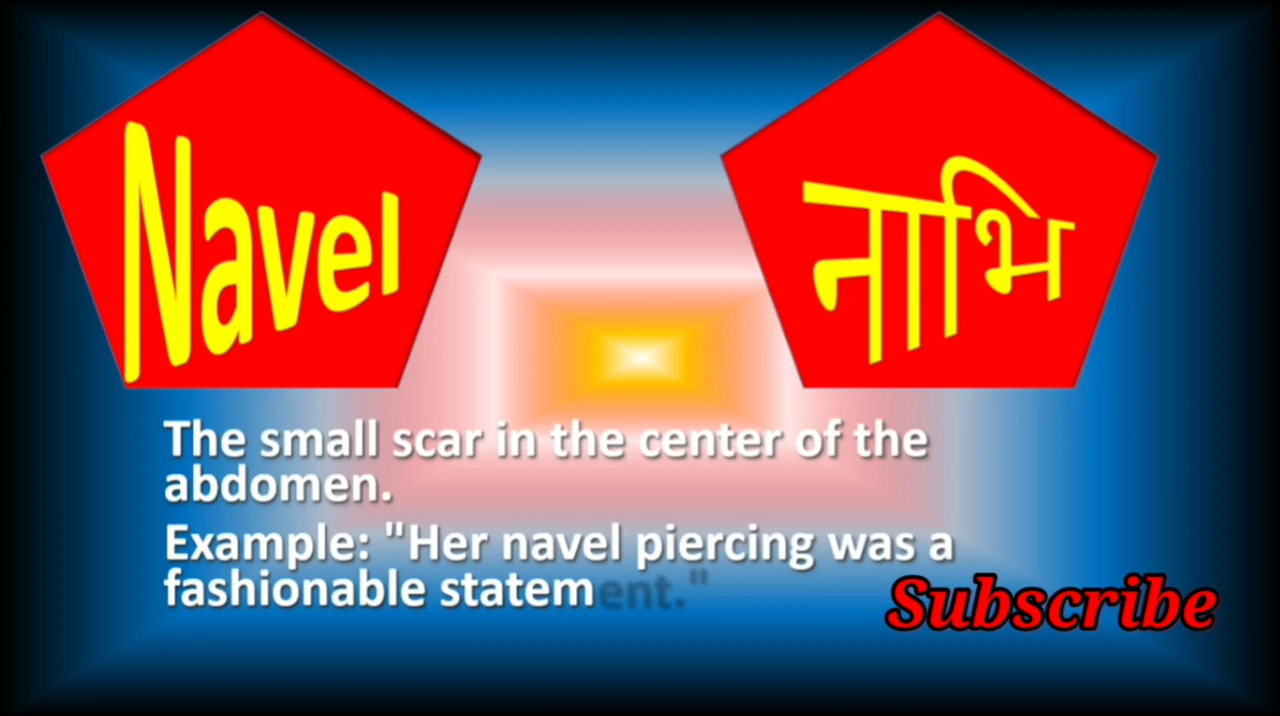 Navel
नाभि
The small scar in the center of the
abdomen.
Example: "Her navel piercing was a
fashionable statement."
Subscribe